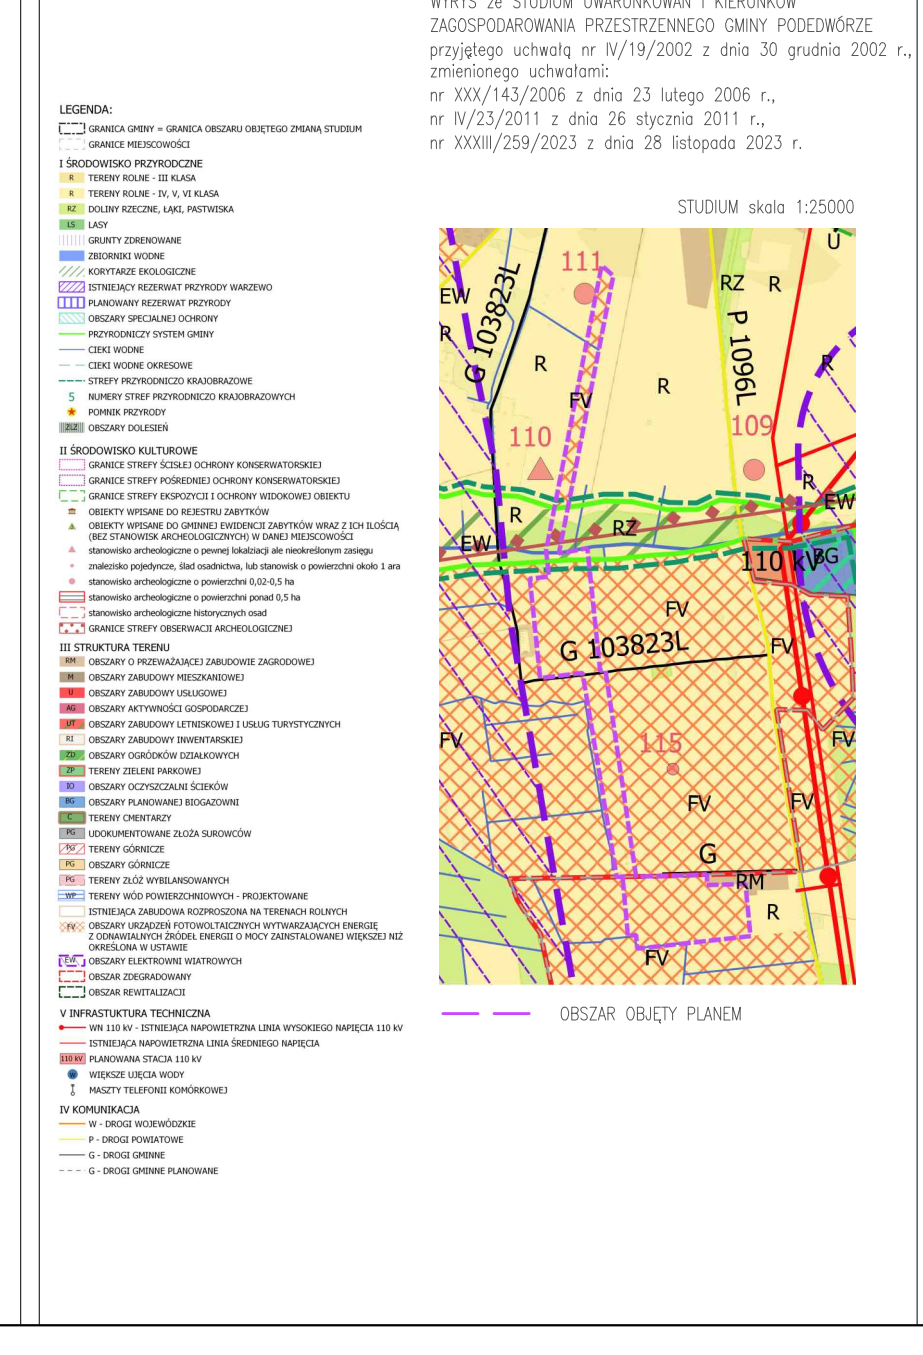 WYRYS ze STUDIUM UWARUNKOWAŃ I KIERUNKÓW
ZAGOSPODAROWANIA PRZESTRZENNEGO GMINY PODEDWÓRZE
przyjętego uchwałą nr IV/19/2002 z dnia 30 grudnia 2002 r.,
zmienionego uchwałami:
nr XXX/143/2006 z dnia 23 lutego 2006 r.,
nr IV/23/2011 z dnia 26 stycznia 2011 r.,
nr XXXIII/259/2023 z dnia 28 listopada 2023 r.
LEGENDA:
GRANICA GMINY = GRANICA OBSZARU OBJĘTEGO ZMIANĄ STUDIUM
GRANICE MIEJSCOWOŚCI
I ŚRODOWISKO PRZYRODCZNE
R TERENY ROLNE - III KLASA
R TERENY ROLNE - IV, V, VI KLASA
RZ DOLINY RZECZNE, ŁĄKI, PASTWISKA
LS LASY
GRUNTY ZDRENOWANE
ZBIORNIKI WODNE
KORYTARZE EKOLOGICZNE
ISTNIEJĄCY REZERWAT PRZYRODY WARZEWO
PLANOWANY REZERWAT PRZYRODY
OBSZARY SPECJALNEJ OCHRONY
PRZYRODNICZY SYSTEM GMINY
CIEKI WODNE
CIEKI WODNE OKRESOWE
STREFY PRZYRODNICZO KRAJOBRAZOWE
5 NUMERY STREF PRZYRODNICZO KRAJOBRAZOWYCH
POMNIK PRZYRODY
ZLZ OBSZARY DOLESIEŃ
II ŚRODOWISKO KULTUROWE
GRANICE STREFY ŚCISŁEJ OCHRONY KONSERWATORSKIEJ
GRANICE STREFY POŚREDNIEJ OCHRONY KONSERWATORSKIEJ
GRANICE STREFY EKSPOZYCJI I OCHRONY WIDOKOWEJ OBIEKTU
OBIEKTY WPISANE DO REJESTRU ZABYTKÓW
OBIEKTY WPISANE DO GMINNEJ EWIDENCJI ZABYTKÓW WRAZ Z ICH ILOŚCIĄ
(BEZ STANOWISK ARCHEOLOGICZNYCH) W DANEJ MIEJSCOWOŚCI
stanowisko archeologiczne o pewnej lokalziacji ale nieokreślonym zasięgu
znalezisko pojedyncze, ślad osadnictwa, lub stanowisk o powierzchni około 1 ara
stanowisko archeologiczne o powierzchni 0,02-0,5 ha
stanowisko archeologiczne o powierzchni ponad 0,5 ha
stanowisko archeologiczne historycznych osad
GRANICE STREFY OBSERWACJI ARCHEOLOGICZNEJ
III STRUKTURA TERENU
RM OBSZARY O PRZEWAŻAJĄCEJ ZABUDOWIE ZAGRODOWEJ
M OBSZARY ZABUDOWY MIESZKANIOWEJ
U OBSZARY ZABUDOWY USŁUGOWEJ
AG OBSZARY AKTYWNOŚCI GOSPODARCZEJ
UT OBSZARY ZABUDOWY LETNISKOWEJ I USŁUG TURYSTYCZNYCH
RI OBSZARY ZABUDOWY INWENTARSKIEJ
ZD OBSZARY OGRÓDKÓW DZIAŁKOWYCH
ZP TERENY ZIELENI PARKOWEJ
IO OBSZARY OCZYSZCZALNI ŚCIEKÓW
BG OBSZARY PLANOWANEJ BIOGAZOWNI
C TERENY CMENTARZY
PG UDOKUMENTOWANE ZŁOŻA SUROWCÓW
PG TERENY GÓRNICZE
PG OBSZARY GÓRNICZE
PG TERENY ZŁÓŻ WYBILANSOWANYCH
WP TERENY WÓD POWIERZCHNIOWYCH - PROJEKTOWANE
ISTNIEJĄCA ZABUDOWA ROZPROSZONA NA TERENACH ROLNYCH
FV OBSZARY URZĄDZEŃ FOTOWOLTAICZNYCH WYTWARZAJĄCYCH ENERGIĘ
Z ODNAWIALNYCH ŹRÓDEŁ ENERGII O MOCY ZAINSTALOWANEJ WIĘKSZEJ NIŻ
OKREŚLONA W USTAWIE
EW OBSZARY ELEKTROWNI WIATROWYCH
OBSZAR ZDEGRADOWANY
OBSZAR REWITALIZACJI
V INFRASTUKTURA TECHNICZNA
WN 110 kV - ISTNIEJĄCA NAPOWIETRZNA LINIA WYSOKIEGO NAPIĘCIA 110 kV
ISTNIEJĄCA NAPOWIETRZNA LINIA ŚREDNIEGO NAPIĘCIA
110 kV PLANOWANA STACJA 110 kV
W WIĘKSZE UJĘCIA WODY
MASZTY TELEFONII KOMÓRKOWEJ
IV KOMUNIKACJA
W - DROGI WOJEWÓDZKIE
P - DROGI POWIATOWE
G - DROGI GMINNE
G - DROGI GMINNE PLANOWANE
STUDIUM skala 1:25000
U
111
EW
G 103823L
RZ R
R
P 1096L
R
R
R
FV
110
109
R
EW
R
RZ
EW
110 kV
BG
FV
G 103823L
FV
FV
115
FV
FV
FV
G
RM
R
FV
OBSZAR OBJĘTY PLANEM